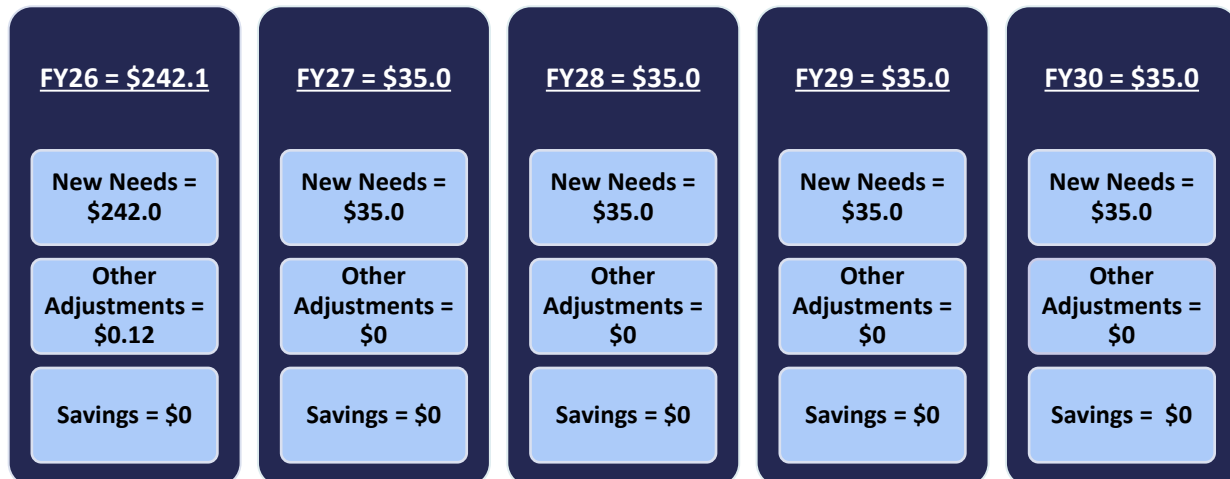 FY26 = $242.1
New Needs =
$242.0
Other
Adjustments =
$0.12
Savings = $0
FY27 = $35.0
New Needs =
$35.0
Other
Adjustments =
$0
Savings = $0
FY28 = $35.0
New Needs =
$35.0
Other
Adjustments =
$0
Savings = $0
FY29 = $35.0
New Needs =
$35.0
Other
Adjustments =
$0
Savings = $0
FY30 = $35.0
New Needs =
$35.0
Other
Adjustments =
$0
Savings =  $0